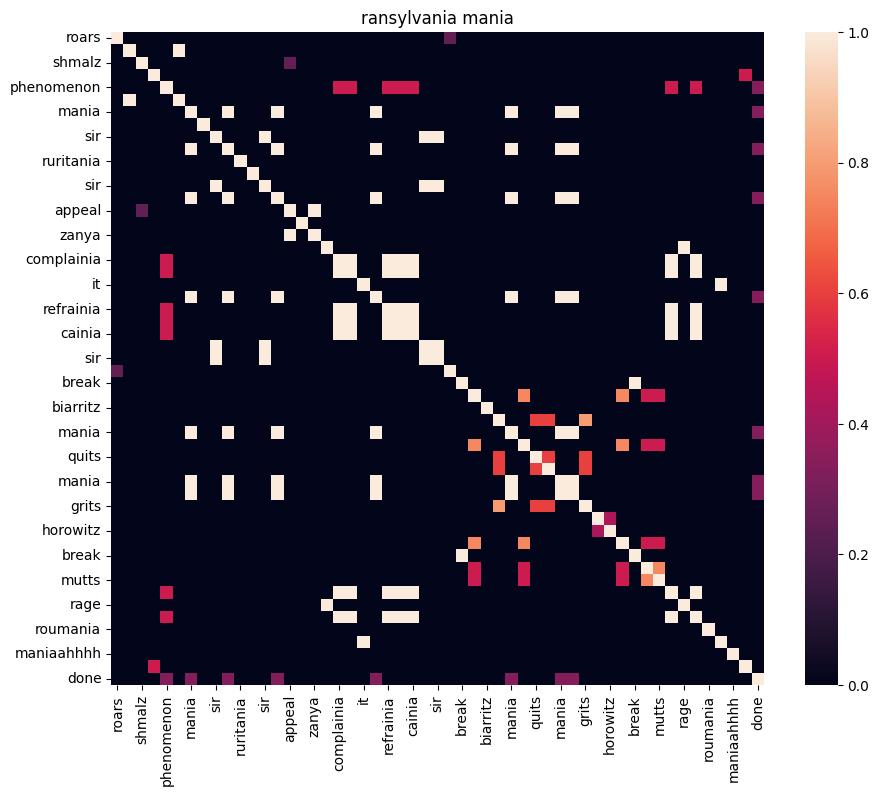 ransylvania mania
roars
shmalz
phenomenon
mania
sir
ruritania
sir
appeal
zanya
complainia
it
refrainia
cainia
sir
break
biarritz
mania
quits
mania
grits
horowitz
break
mutts
rage
roumania
maniaahhhh
done
1.0
0.8
0.6
0.4
0.2
0.0
roars
shmalz
phenomenon
mania
sir
ruritania
sir
appeal
zanya
complainia
it
refrainia
cainia
sir
break
biarritz
mania
quits
mania
grits
horowitz
break
mutts
rage
roumania
maniaahhhh
done